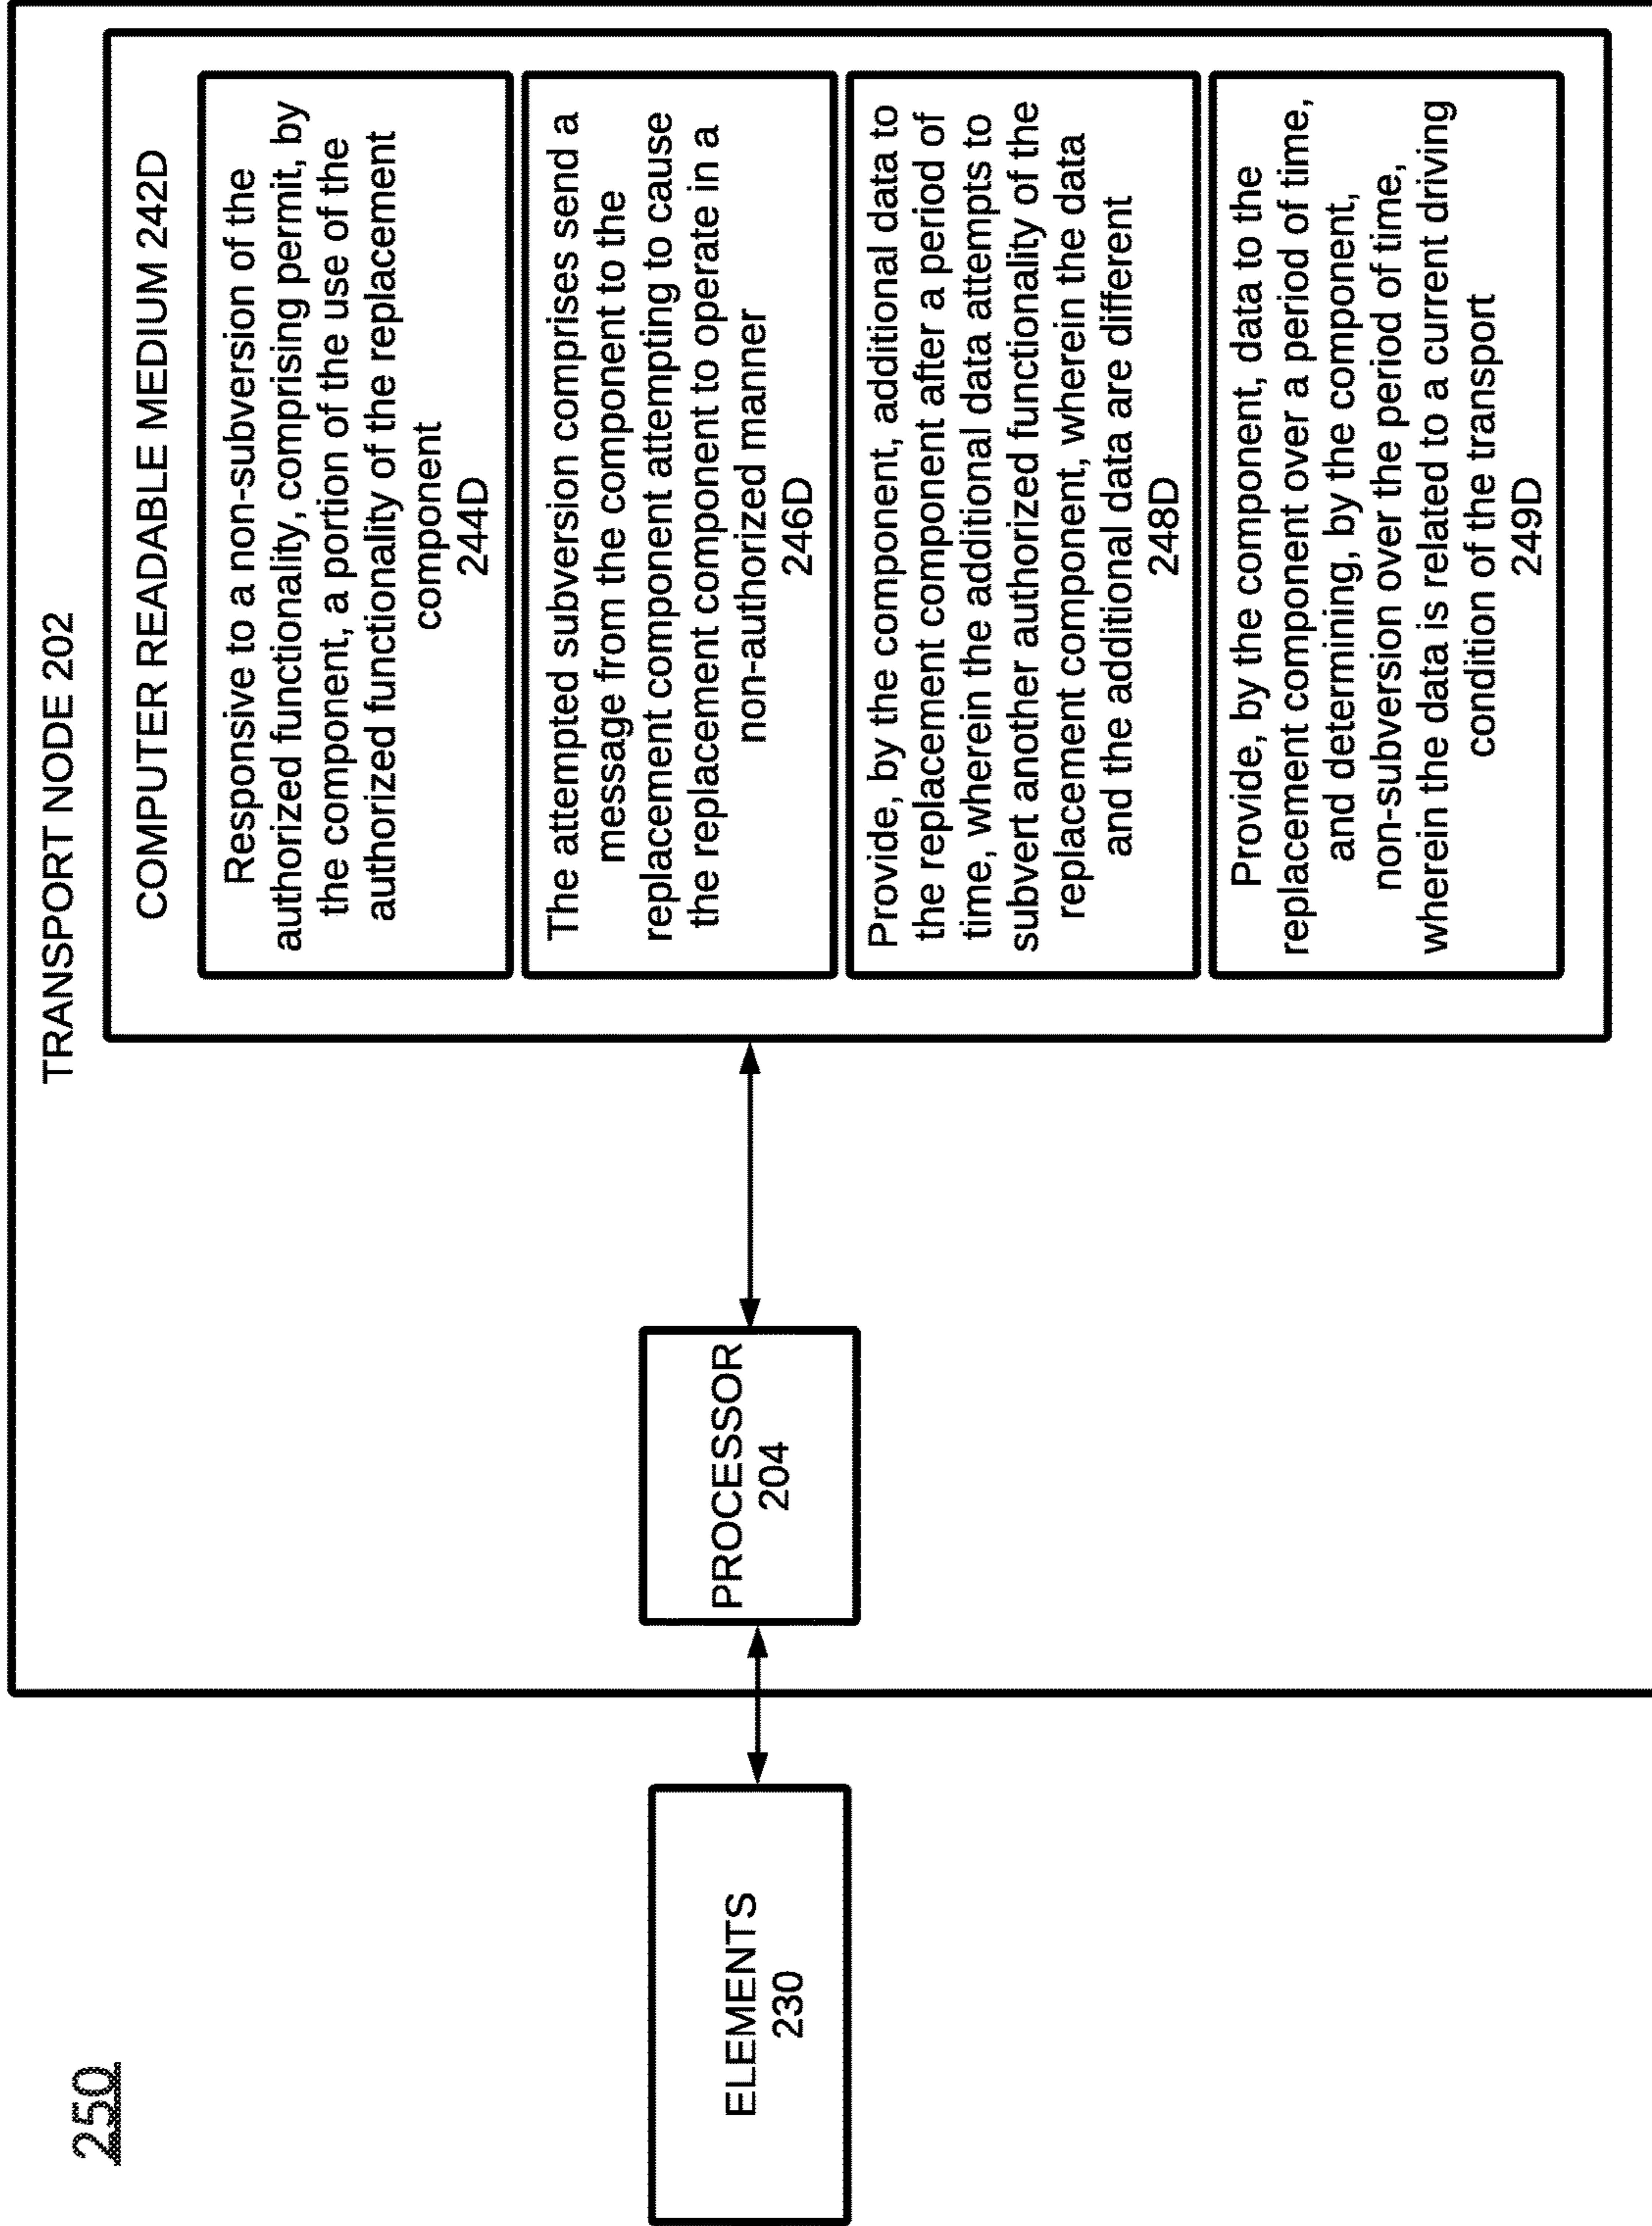 250
TRANSPORT NODE 202
COMPUTER READABLE MEDIUM 242D
Responsive to a non-subversion of the
authorized functionality, comprising permit, by
the component, a portion of the use of the
authorized functionality of the replacement
component
244D
The attempted subversion comprises send a
message from the component to the
replacement component attempting to cause
the replacement component to operate in a
non-authorized manner
246D
Provide, by the component, additional data to
the replacement component after a period of
time, wherein the additional data attempts to
subvert another authorized functionality of the
replacement component, wherein the data
and the additional data are different
248D
Provide, by the component, data to the
replacement component over a period of time,
and determining, by the component,
non-subversion over the period of time,
wherein the data is related to a current driving
condition of the transport
249D
PROCESSOR
204
ELEMENTS
230